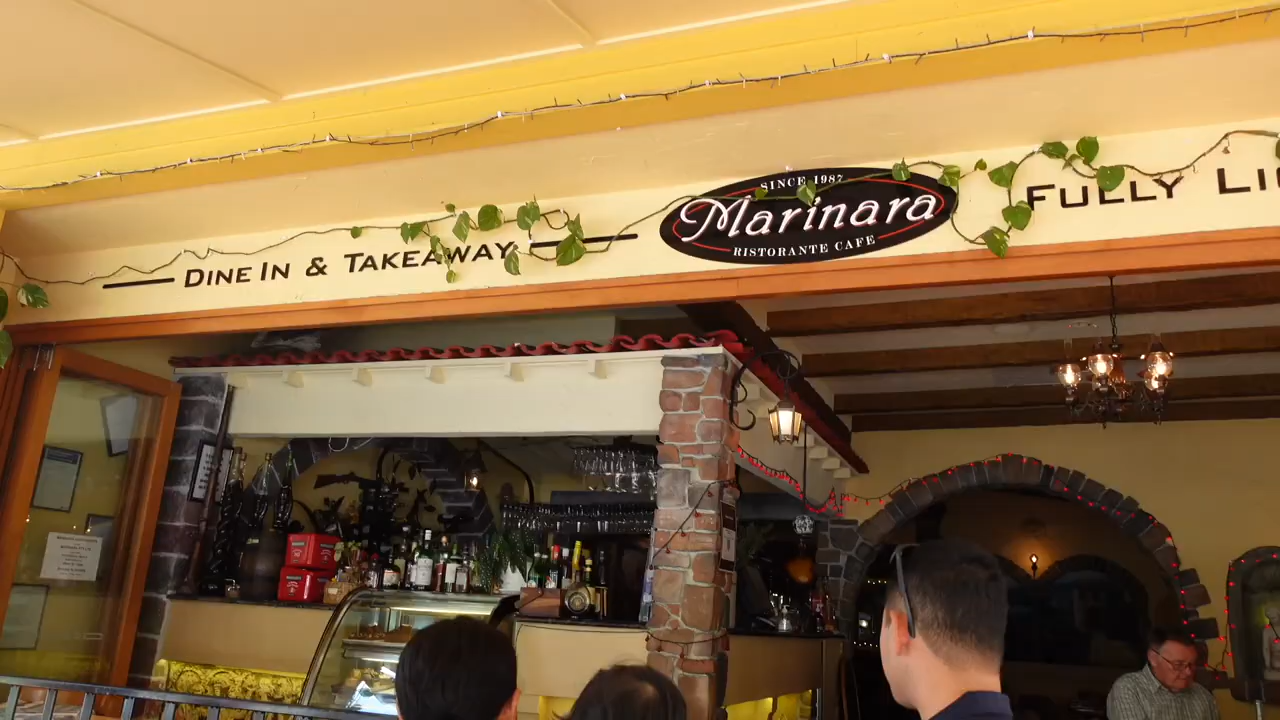 SINCE 1987
Marinara
RISTORANTE CAFE
DINE IN & TAKEAWAY
FULLY LI